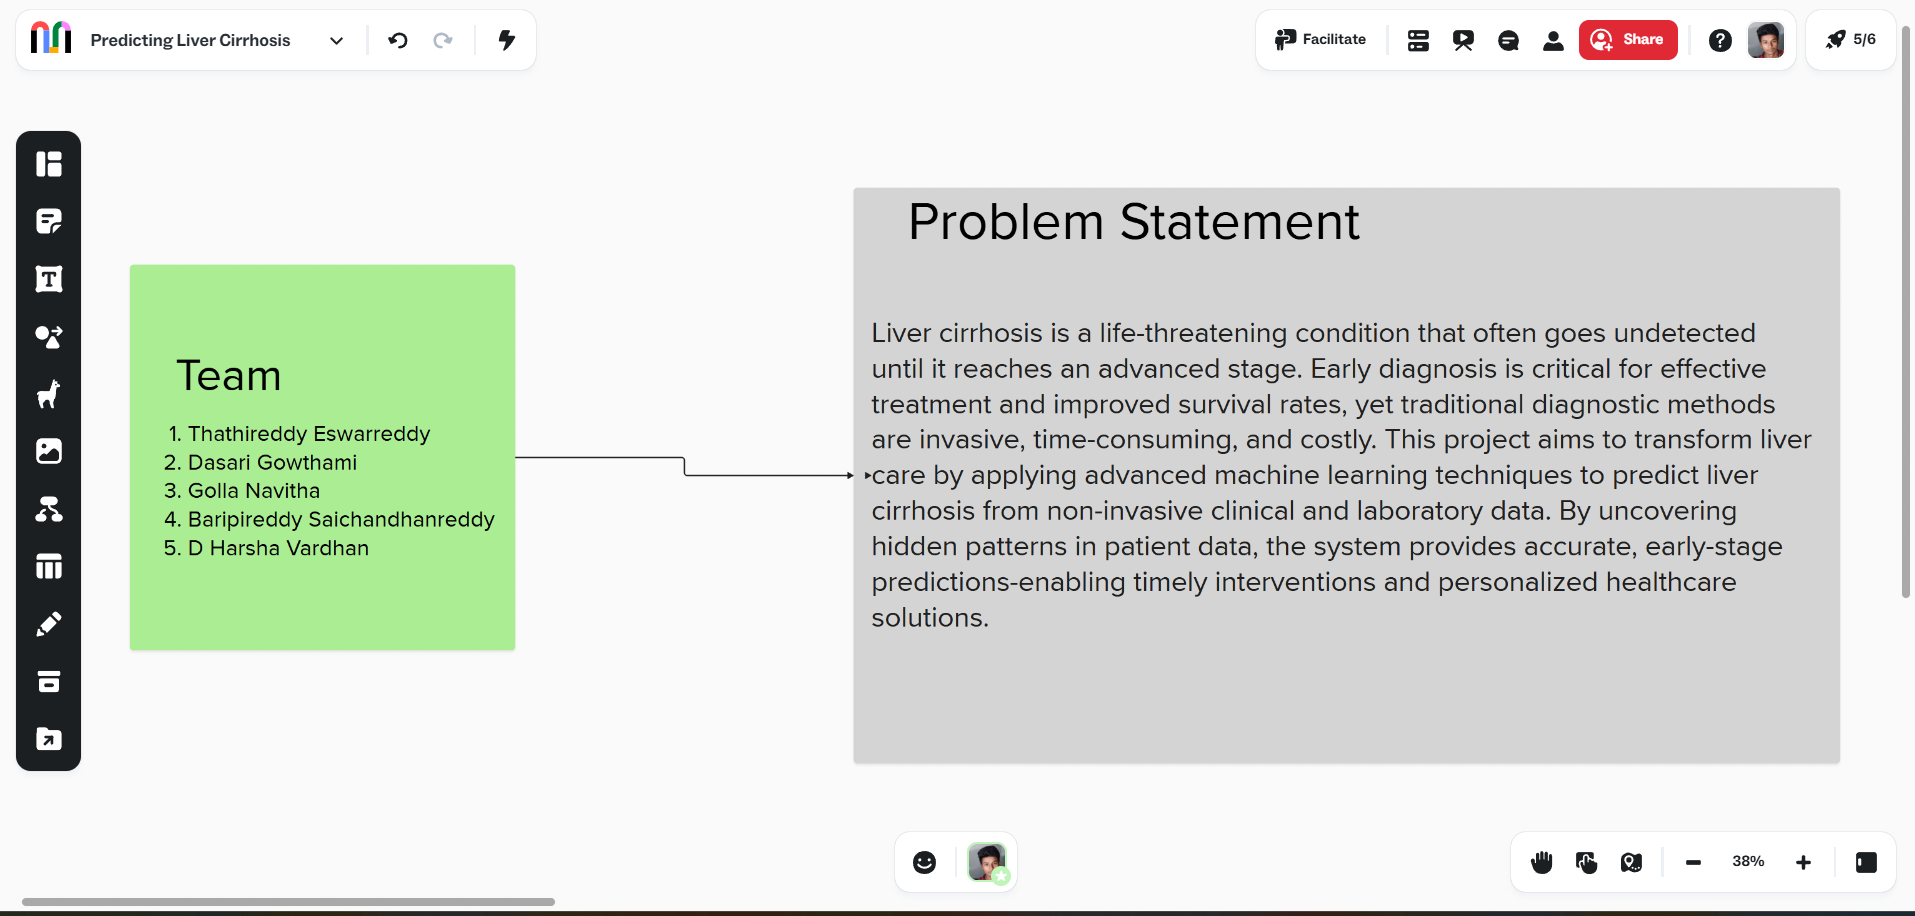 Predicting Liver Cirrhosis
Facilitate
Share
5/6
Problem Statement
Team
1. Thathireddy Eswarreddy
2. Dasari Gowthami
3. Golla Navitha
4. Baripireddy Saichandhanreddy
5. D Harsha Vardhan
Liver cirrhosis is a life-threatening condition that often goes undetected
until it reaches an advanced stage. Early diagnosis is critical for effective
treatment and improved survival rates, yet traditional diagnostic methods
are invasive, time-consuming, and costly. This project aims to transform liver
care by applying advanced machine learning techniques to predict liver
cirrhosis from non-invasive clinical and laboratory data. By uncovering
hidden patterns in patient data, the system provides accurate, early-stage
predictions-enabling timely interventions and personalized healthcare
solutions.
38%